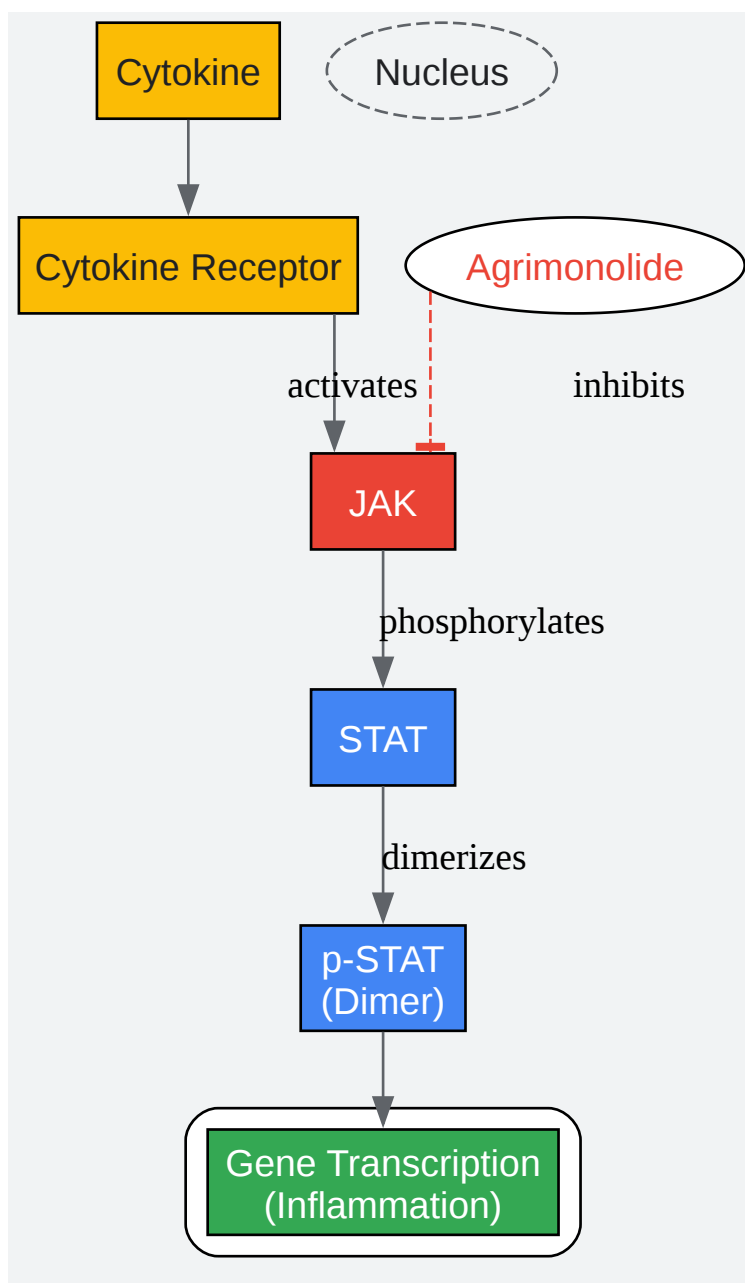 Cytokine
Nucleus
Cytokine Receptor
Agrimonolide
activates
inhibits
JAK
phosphorylates
STAT
dimerizes
p-STAT
(Dimer)
Gene Transcription
(Inflammation)